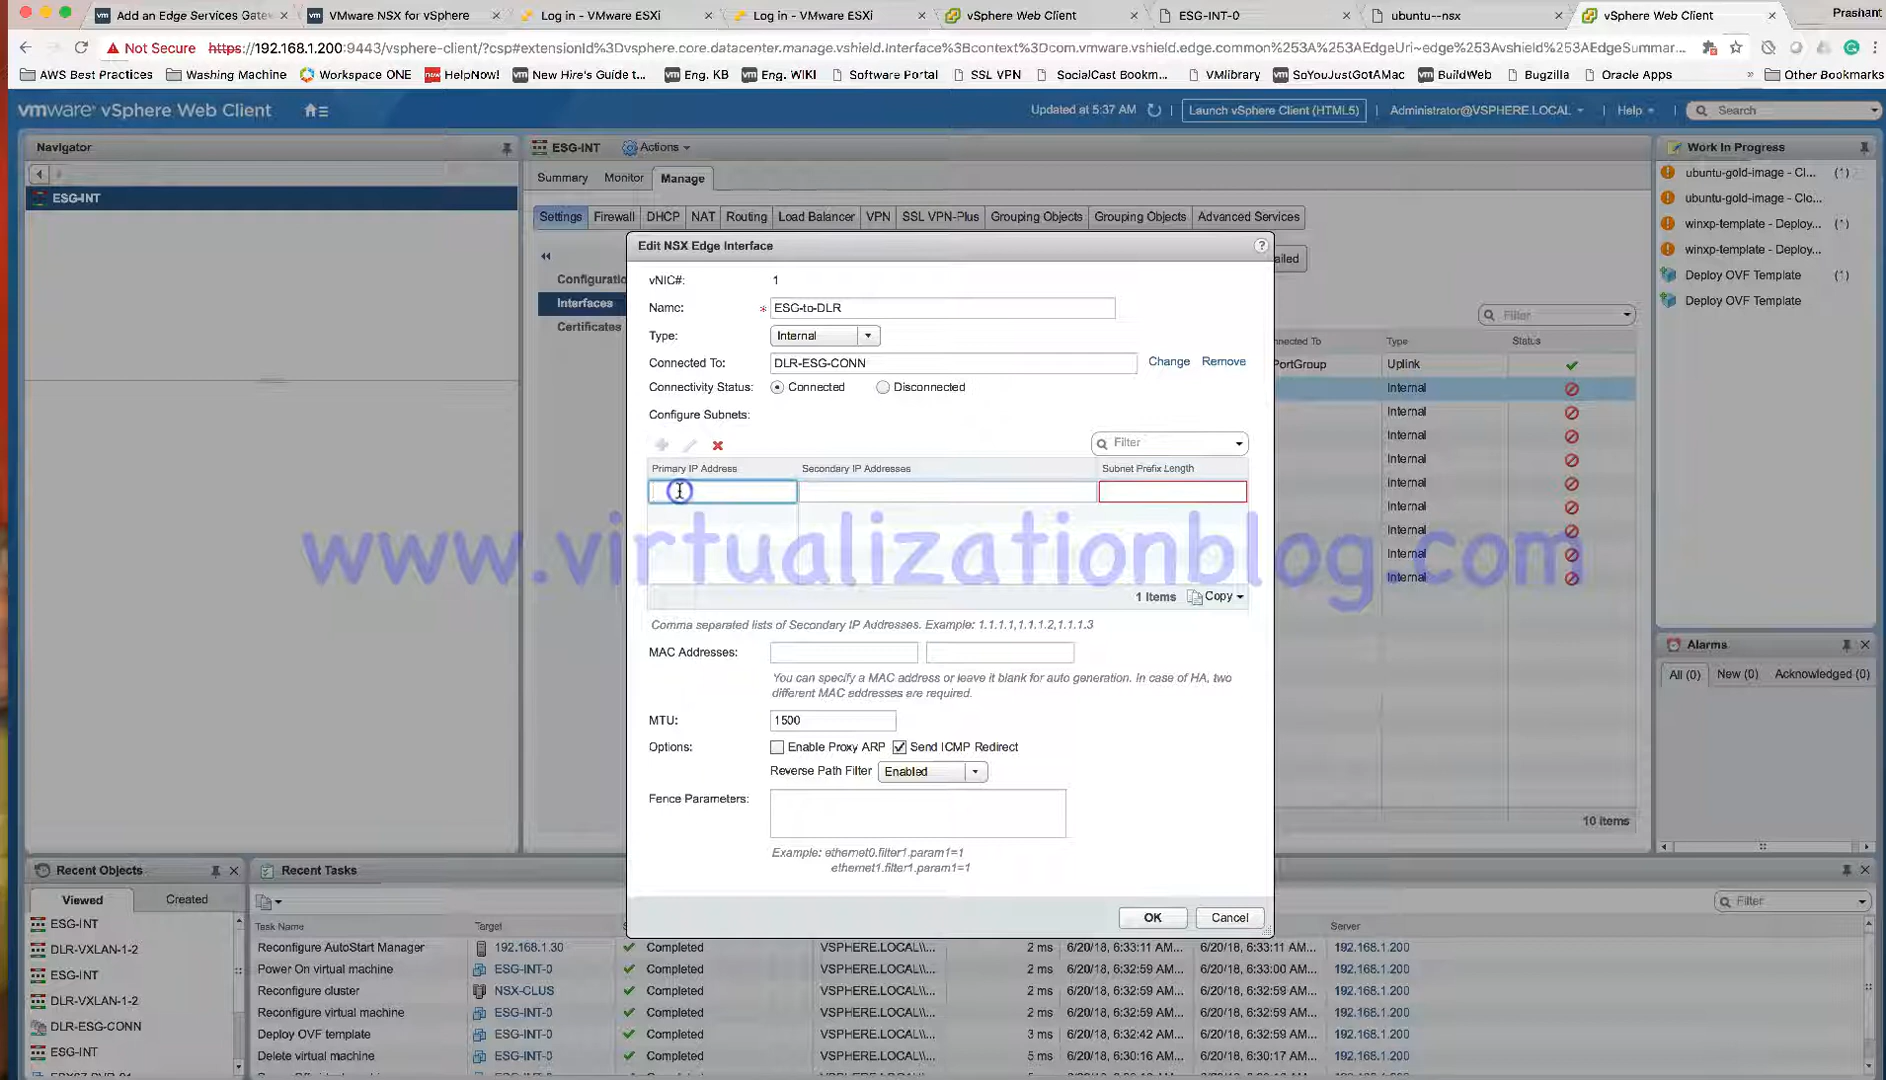 Add an Edge Services Gatew
VMware NSX for vSphere
Log in - VMware ESXi
Log in - VMware ESXi
vSphere Web Client
ESG-INT-0
ubuntu--nsx
vSphere Web Client
Prashant
Not Secure https://192.168.1.200:9443/vsphere-client/?csp#extensionId%3Dvsphere.core.datacenter.manage.vshield.Interface%3Bcontext%3Dcom.vmware.vshield.edge.common%253A%253AEdgeUri~edge%253Avshield%253AEdgeSummar...
AWS Best Practices
Washing Machine
Workspace ONE
HelpNow!
New Hire's Guide t...
Eng. KB
Eng. WIKI
Software Portal
SSL VPN
SocialCast Bookm...
VMlibrary
SoYouJustGotAMac
BuildWeb
Bugzilla
Oracle Apps
» Other Bookmarks
vmware® vSphere Web Client
Updated at 5:37 AM
Launch vSphere Client (HTML5)
Administrator@VSPHERE.LOCAL
Help
Search
Navigator
ESG-INT
Actions
Work In Progress
ESG-INT
Summary
Monitor
Manage
Settings
Firewall
DHCP
NAT
Routing
Load Balancer
VPN
SSL VPN-Plus
Grouping Objects
Grouping Objects
Advanced Services
ubuntu-gold-image - Cl... (1)
ubuntu-gold-image - Clo...
winxp-template - Deploy... (1)
winxp-template - Deploy...
Deploy OVF Template (1)
Deploy OVF Template
Configuratio
Interfaces
Certificates
Edit NSX Edge Interface
ailed
vNIC#: 1
Name: * ESG-to-DLR
Type: Internal
Connected To: DLR-ESG-CONN Change Remove
Connectivity Status: Connected Disconnected
Configure Subnets:
Filter
Primary IP Address Secondary IP Addresses Subnet Prefix Length
1 Items Copy
Comma separated lists of Secondary IP Addresses. Example: 1.1.1.1,1.1.1.2,1.1.1.3
MAC Addresses:
You can specify a MAC address or leave it blank for auto generation. In case of HA, two
different MAC addresses are required.
MTU: 1500
Options: Enable Proxy ARP Send ICMP Redirect
Reverse Path Filter Enabled
Fence Parameters:
Example: ethernet0.filter1.param1=1
ethernet1.filter1.param1=1
OK Cancel
Filter
nnected To Type Status
PortGroup Uplink
Internal
Internal
Internal
Internal
Internal
Internal
Internal
Internal
Internal
10 items
www.virtualizationblog.com
Alarms
All (0) New (0) Acknowledged (0)
Recent Objects
Viewed Created
ESG-INT
DLR-VXLAN-1-2
ESG-INT
DLR-VXLAN-1-2
DLR-ESG-CONN
ESG-INT
Recent Tasks
Filter
Task Name Target Server
Reconfigure AutoStart Manager 192.168.1.30 Completed VSPHERE.LOCAL\\... 2 ms 6/20/18, 6:33:11 AM... 6/20/18, 6:33:11 AM... 192.168.1.200
Power On virtual machine ESG-INT-0 Completed VSPHERE.LOCAL\\... 2 ms 6/20/18, 6:32:59 AM... 6/20/18, 6:33:00 AM... 192.168.1.200
Reconfigure cluster NSX-CLUS Completed VSPHERE.LOCAL\\... 2 ms 6/20/18, 6:32:59 AM... 6/20/18, 6:32:59 AM... 192.168.1.200
Reconfigure virtual machine ESG-INT-0 Completed VSPHERE.LOCAL\\... 2 ms 6/20/18, 6:32:59 AM... 6/20/18, 6:32:59 AM... 192.168.1.200
Deploy OVF template ESG-INT-0 Completed VSPHERE.LOCAL\\... 3 ms 6/20/18, 6:32:42 AM... 6/20/18, 6:32:59 AM... 192.168.1.200
Delete virtual machine ESG-INT-0 Completed VSPHERE.LOCAL\\... 5 ms 6/20/18, 6:30:16 AM... 6/20/18, 6:30:17 AM... 192.168.1.200